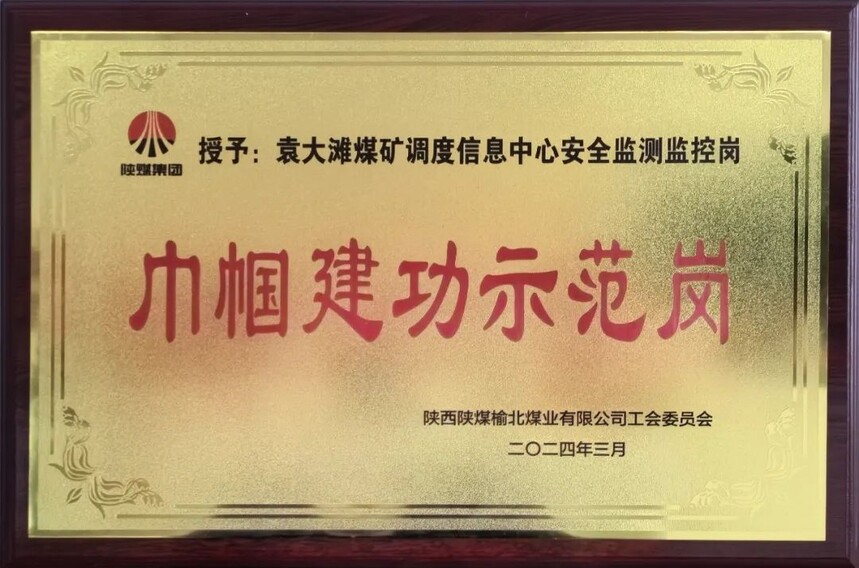 陕煤集团
授予：袁大滩煤矿调度信息中心安全监测监控岗
巾帼建功示范岗
陕西陕煤榆北煤业有限公司工会委员会
二〇二四年三月